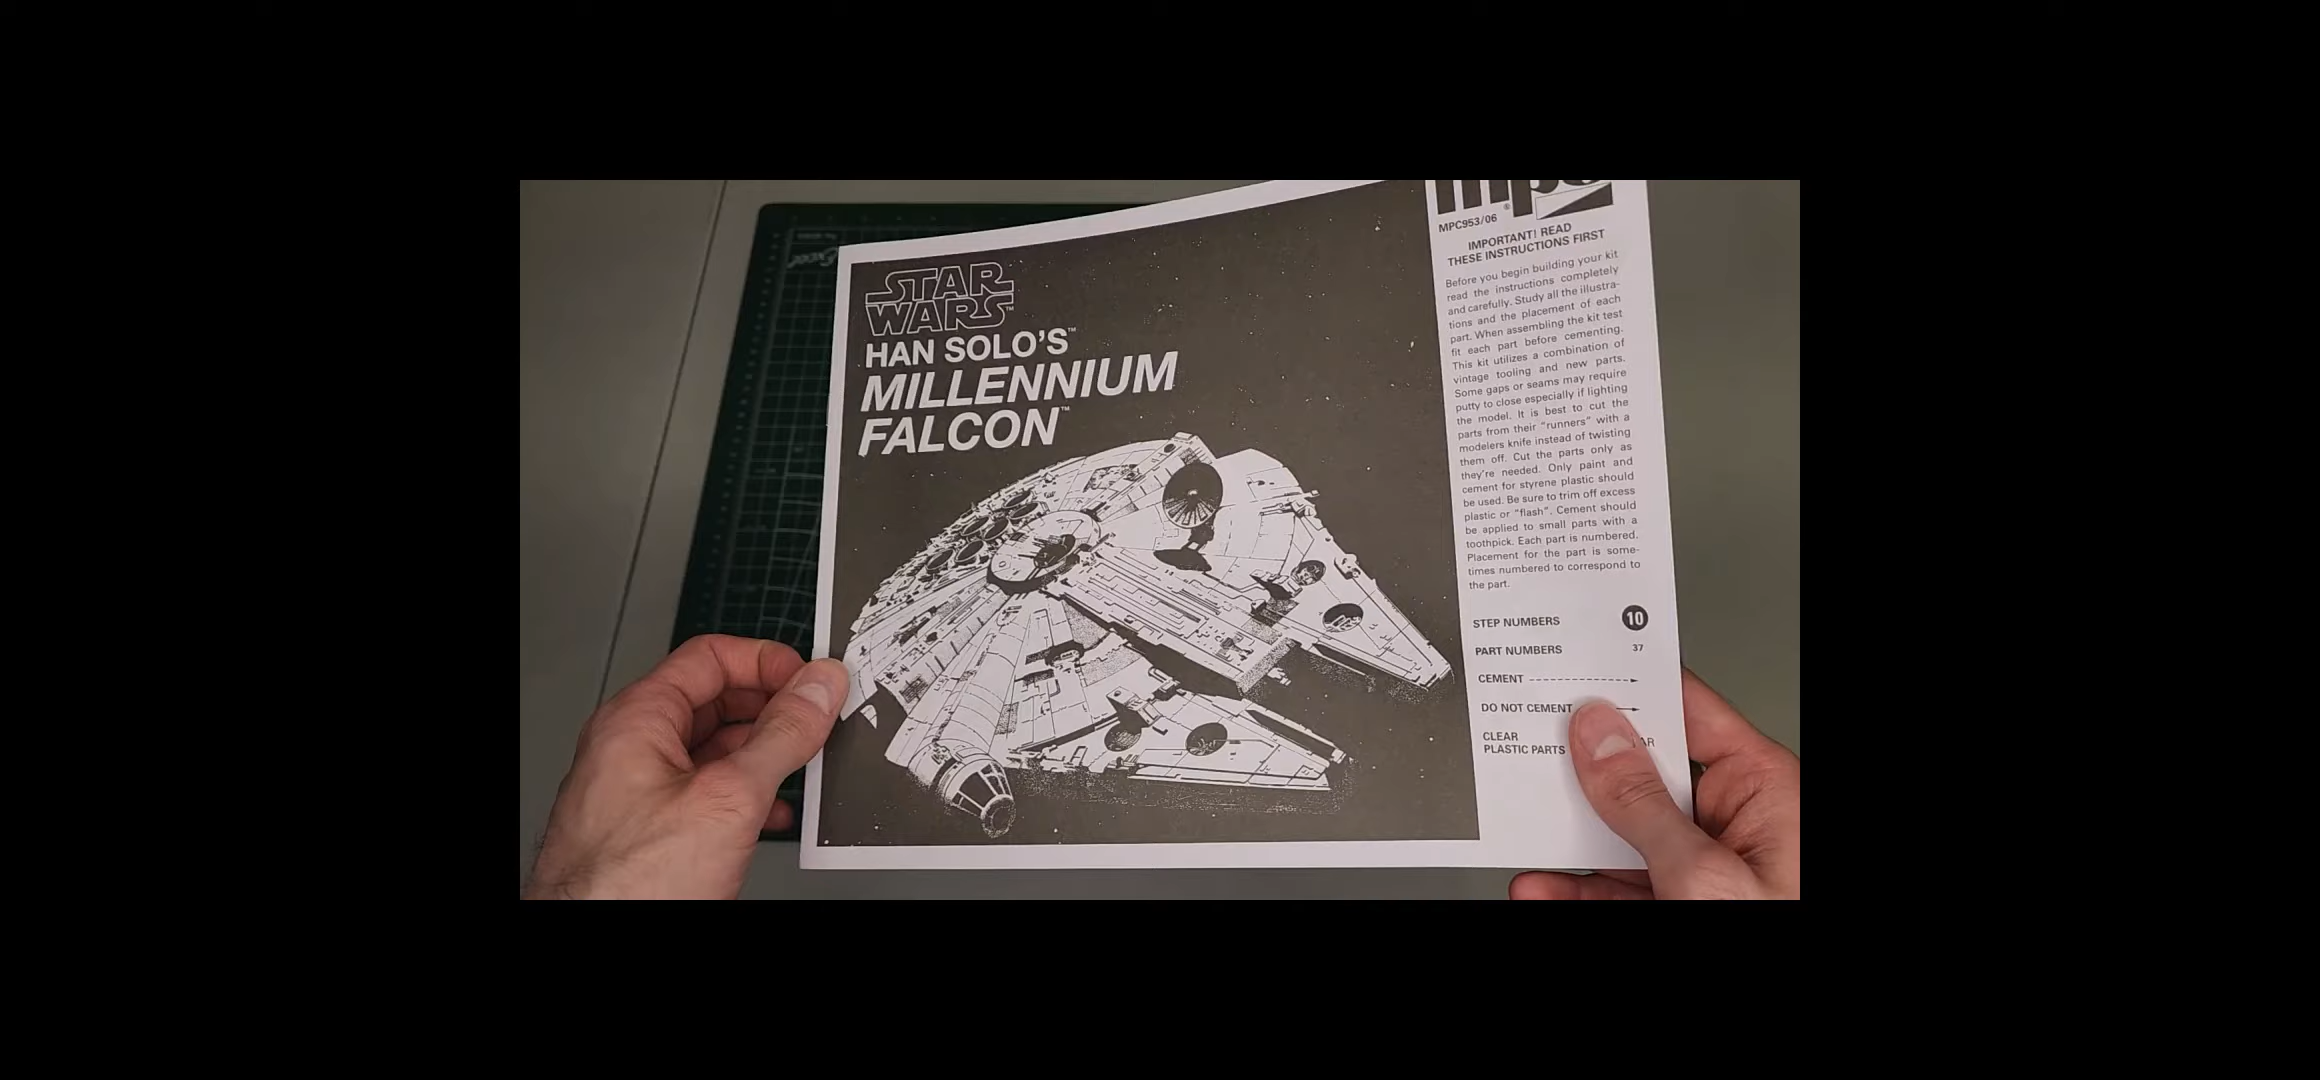 STAR
WARS™
HAN SOLO'S™
MILLENNIUM
FALCON™
mpc
®
MPC953/06
IMPORTANT! READ
THESE INSTRUCTIONS FIRST
Before you begin building your kit
read the instructions completely
and carefully. Study all the illustra-
tions and the placement of each
part. When assembling the kit test
fit each part before cementing.
This kit utilizes a combination of
vintage tooling and new parts.
Some gaps or seams may require
putty to close especially if lighting
the model. It is best to cut the
parts from their "runners" with a
modelers knife instead of twisting
them off. Cut the parts only as
they're needed. Only paint and
cement for styrene plastic should
be used. Be sure to trim off excess
plastic or "flash". Cement should
be applied to small parts with a
toothpick. Each part is numbered.
Placement for the part is some-
times numbered to correspond to
the part.
STEP NUMBERS 10
PART NUMBERS 37
CEMENT
DO NOT CEMENT
CLEAR
PLASTIC PARTS AR
Excel